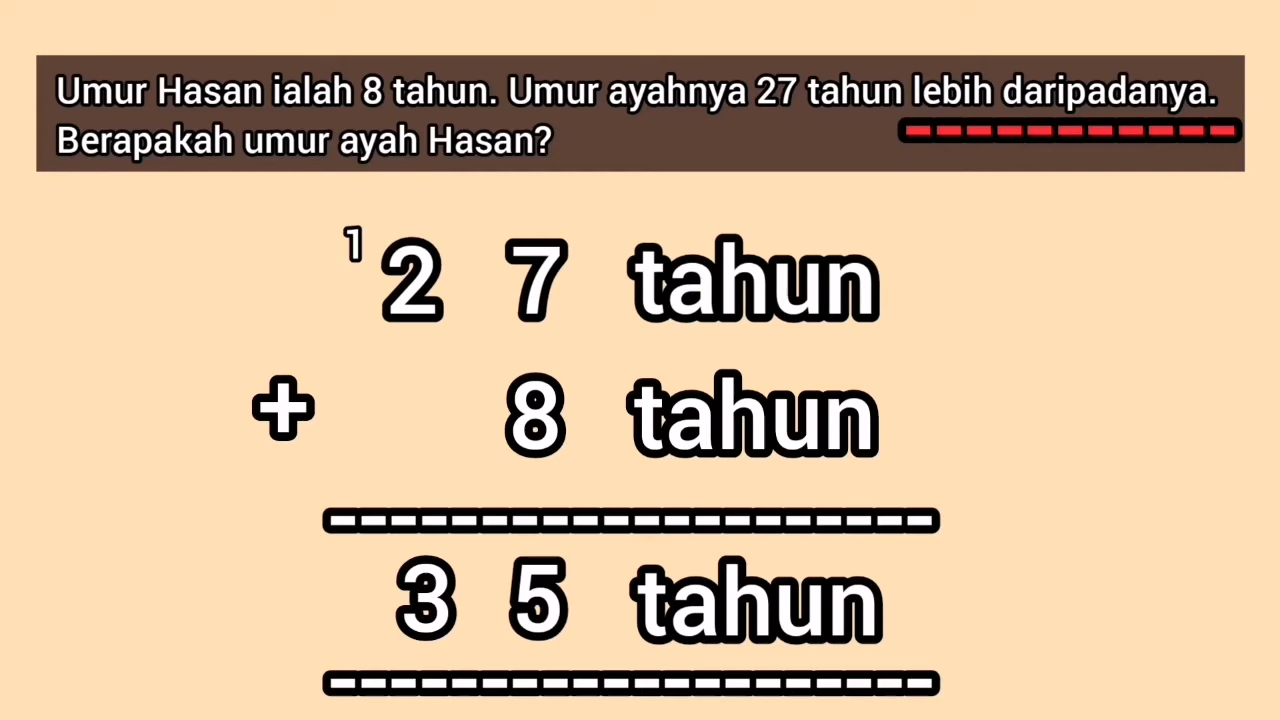 Umur Hasan ialah 8 tahun. Umur ayahnya 27 tahun lebih daripadanya.
Berapakah umur ayah Hasan?
1
2 7 tahun
+ 8 tahun
3 5 tahun